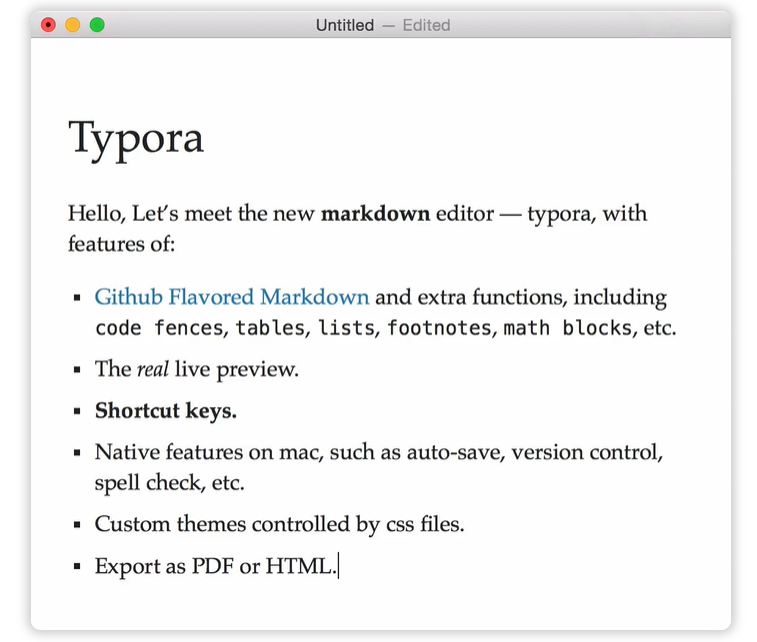 Untitled — Edited
Typora
Hello, Let's meet the new markdown editor — typora, with
features of:
▪ Github Flavored Markdown and extra functions, including
code fences, tables, lists, footnotes, math blocks, etc.
▪ The real live preview.
▪ Shortcut keys.
▪ Native features on mac, such as auto-save, version control,
spell check, etc.
▪ Custom themes controlled by css files.
▪ Export as PDF or HTML.